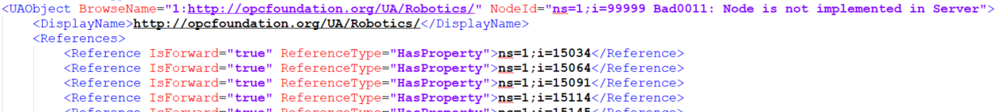 <UAObject BrowseName="1:http://opcfoundation.org/UA/Robotics/" NodeId="ns=1;i=99999 Bad0011: Node is not implemented in Server">
<DisplayName>http://opcfoundation.org/UA/Robotics/</DisplayName>
<References>
<Reference IsForward="true" ReferenceType="HasProperty">ns=1;i=15034</Reference>
<Reference IsForward="true" ReferenceType="HasProperty">ns=1;i=15064</Reference>
<Reference IsForward="true" ReferenceType="HasProperty">ns=1;i=15091</Reference>
<Reference IsForward="true" ReferenceType="HasProperty">ns=1;i=15114</Reference>
<Reference IsForward="true" ReferenceType="HasProperty">ns=1;i=15145</Reference>